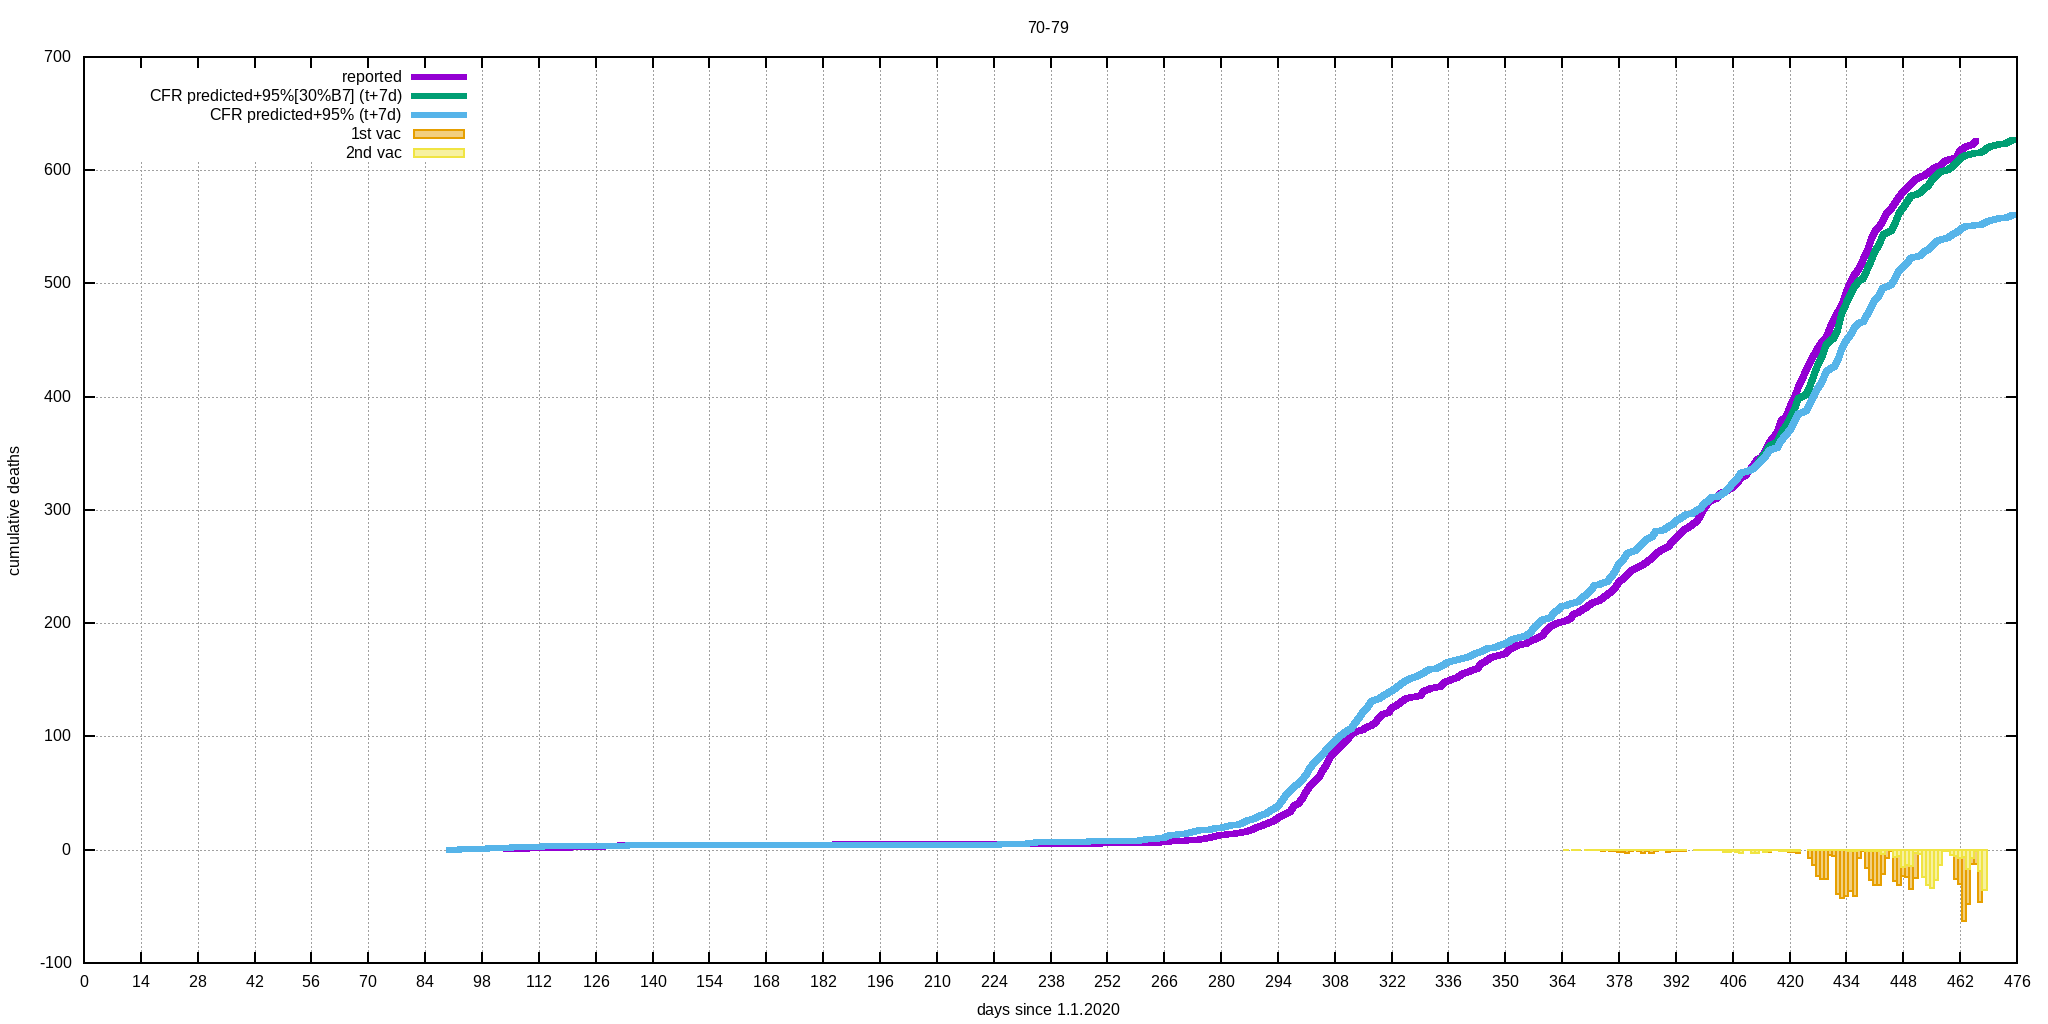 70-79
700
600
500
400
300
200
100
0
-100
cumulative deaths
reported
CFR predicted+95%[30%B7] (t+7d)
CFR predicted+95% (t+7d)
1st vac
2nd vac
0 14 28 42 56 70 84 98 112 126 140 154 168 182 196 210 224 238 252 266 280 294 308 322 336 350 364 378 392 406 420 434 448 462 476
days since 1.1.2020